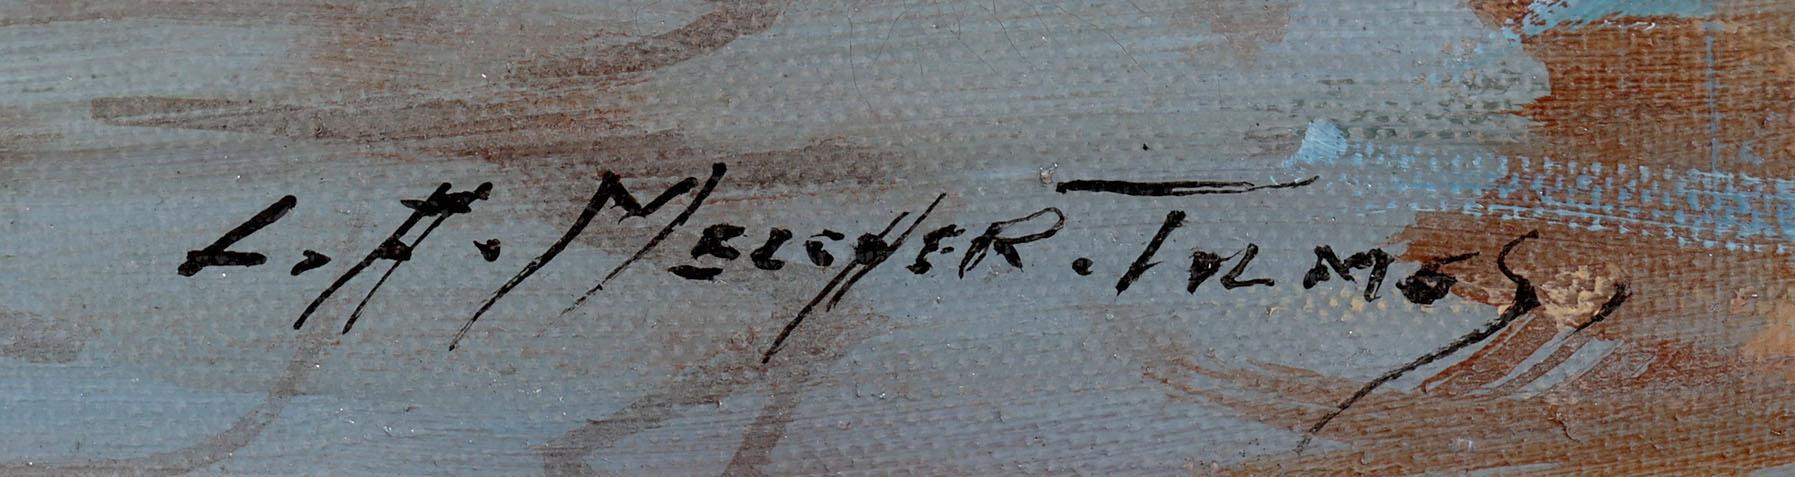 L. H. MELCHER. TILMES